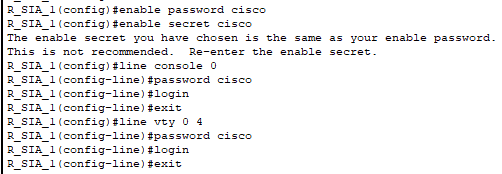 R_SIA_1(config)#enable password cisco
R_SIA_1(config)#enable secret cisco
The enable secret you have chosen is the same as your enable password.
This is not recommended.  Re-enter the enable secret.
R_SIA_1(config)#line console 0
R_SIA_1(config-line)#password cisco
R_SIA_1(config-line)#login
R_SIA_1(config-line)#exit
R_SIA_1(config)#line vty 0 4
R_SIA_1(config-line)#password cisco
R_SIA_1(config-line)#login
R_SIA_1(config-line)#exit